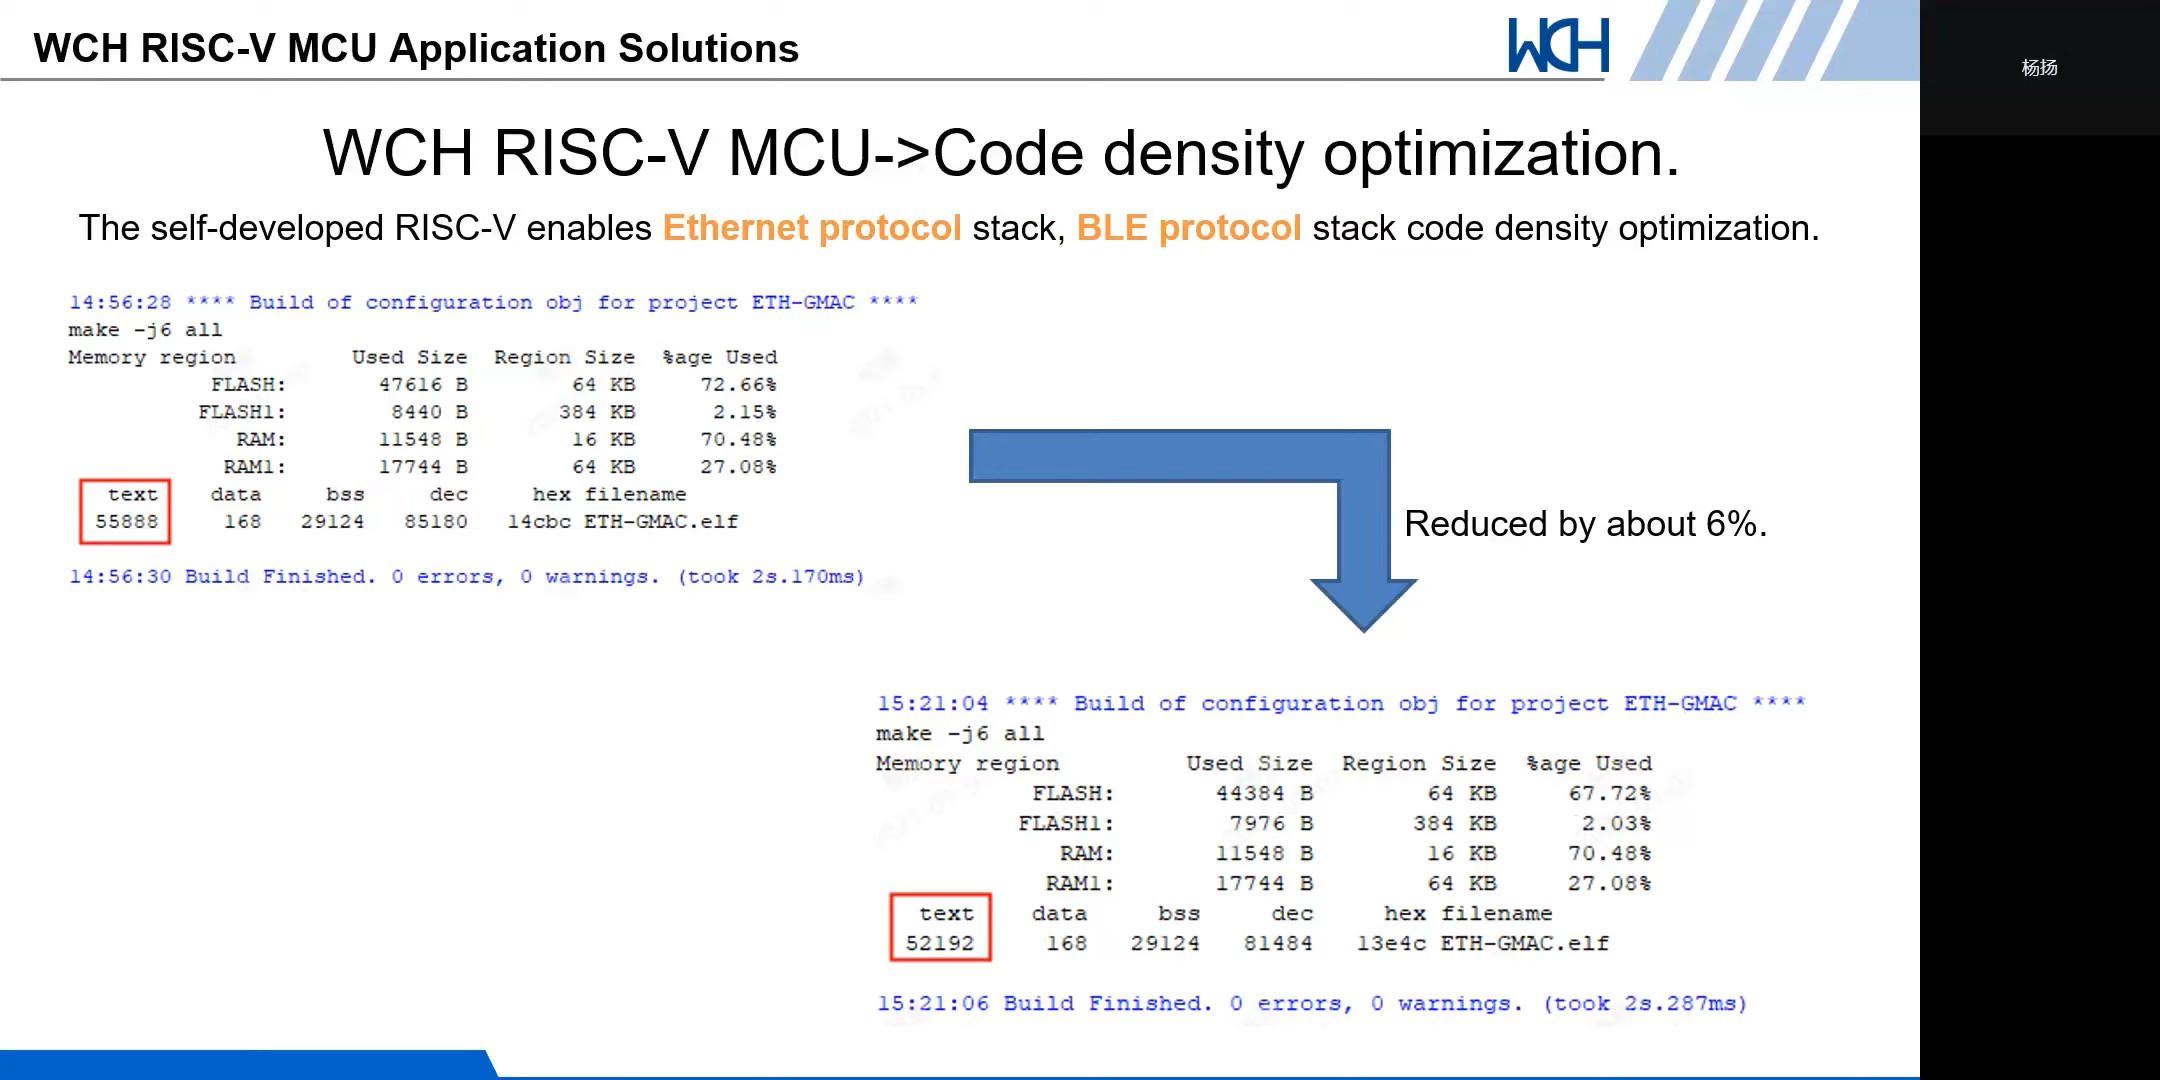 WCH RISC-V MCU Application Solutions
WCH
杨扬
WCH RISC-V MCU->Code density optimization.
The self-developed RISC-V enables Ethernet protocol stack, BLE protocol stack code density optimization.
14:56:28 **** Build of configuration obj for project ETH-GMAC ****
make -j6 all
Memory region Used Size Region Size %age Used
FLASH: 47616 B 64 KB 72.66%
FLASH1: 8440 B 384 KB 2.15%
RAM: 11548 B 16 KB 70.48%
RAM1: 17744 B 64 KB 27.08%
text data bss dec hex filename
55888 168 29124 85180 14cbc ETH-GMAC.elf
14:56:30 Build Finished. 0 errors, 0 warnings. (took 2s.170ms)
Reduced by about 6%.
15:21:04 **** Build of configuration obj for project ETH-GMAC ****
make -j6 all
Memory region Used Size Region Size %age Used
FLASH: 44384 B 64 KB 67.72%
FLASH1: 7976 B 384 KB 2.03%
RAM: 11548 B 16 KB 70.48%
RAM1: 17744 B 64 KB 27.08%
text data bss dec hex filename
52192 168 29124 81484 13e4c ETH-GMAC.elf
15:21:06 Build Finished. 0 errors, 0 warnings. (took 2s.287ms)